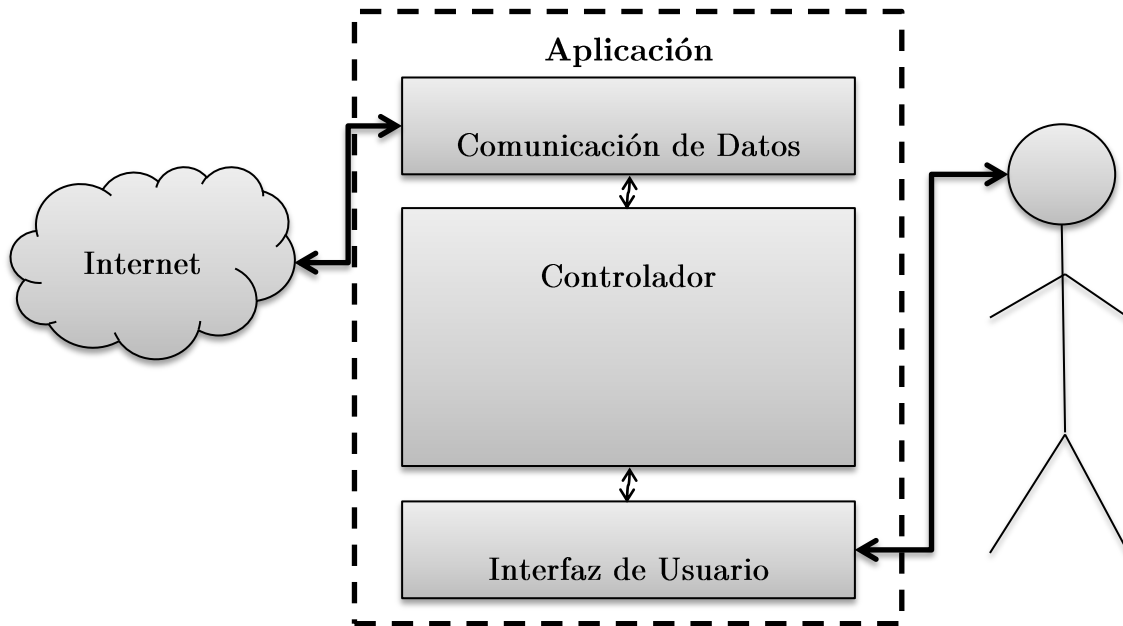 Aplicación
Comunicación de Datos
Internet
Controlador
Interfaz de Usuario